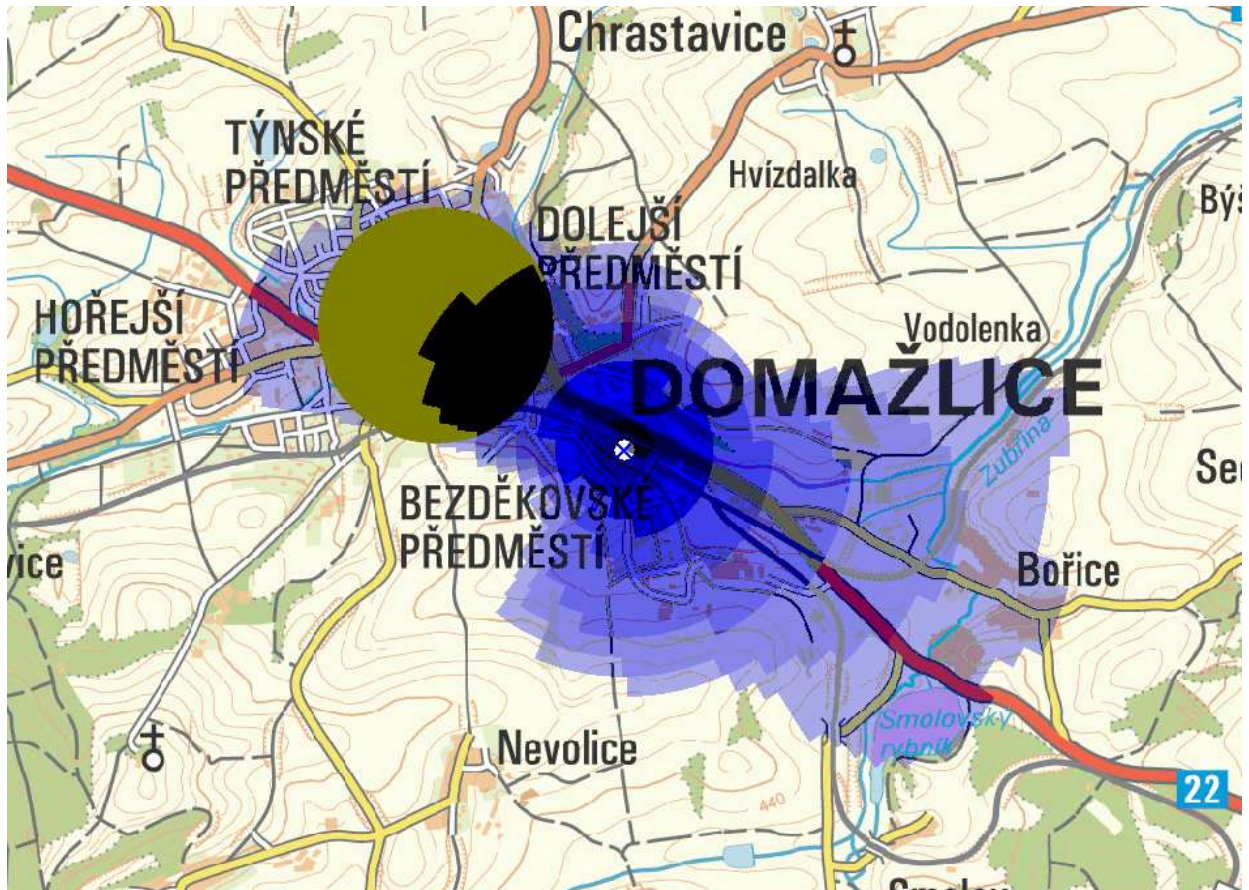 Chrastavice
TÝNSKÉ
PŘEDMĚSTÍ
Hvízdalka
DOLEJŠÍ
PŘEDMĚSTÍ
HOŘEJŠÍ
PŘEDMĚSTÍ
Vodolenka
DOMAŽLICE
Zubřina
BEZDĚKOVSKÉ
PŘEDMĚSTÍ
Bořice
vice
Smolovský
rybník
Nevolice
22
440